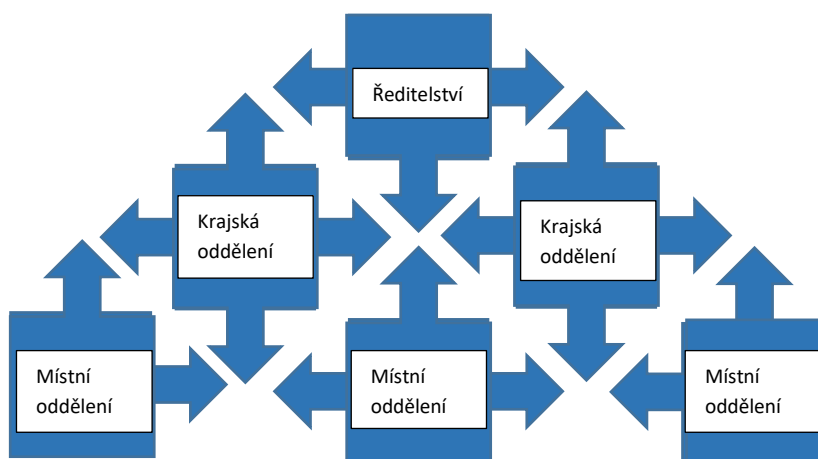 Ředitelství
Krajská
oddělení
Krajská
oddělení
Místní
oddělení
Místní
oddělení
Místní
oddělení